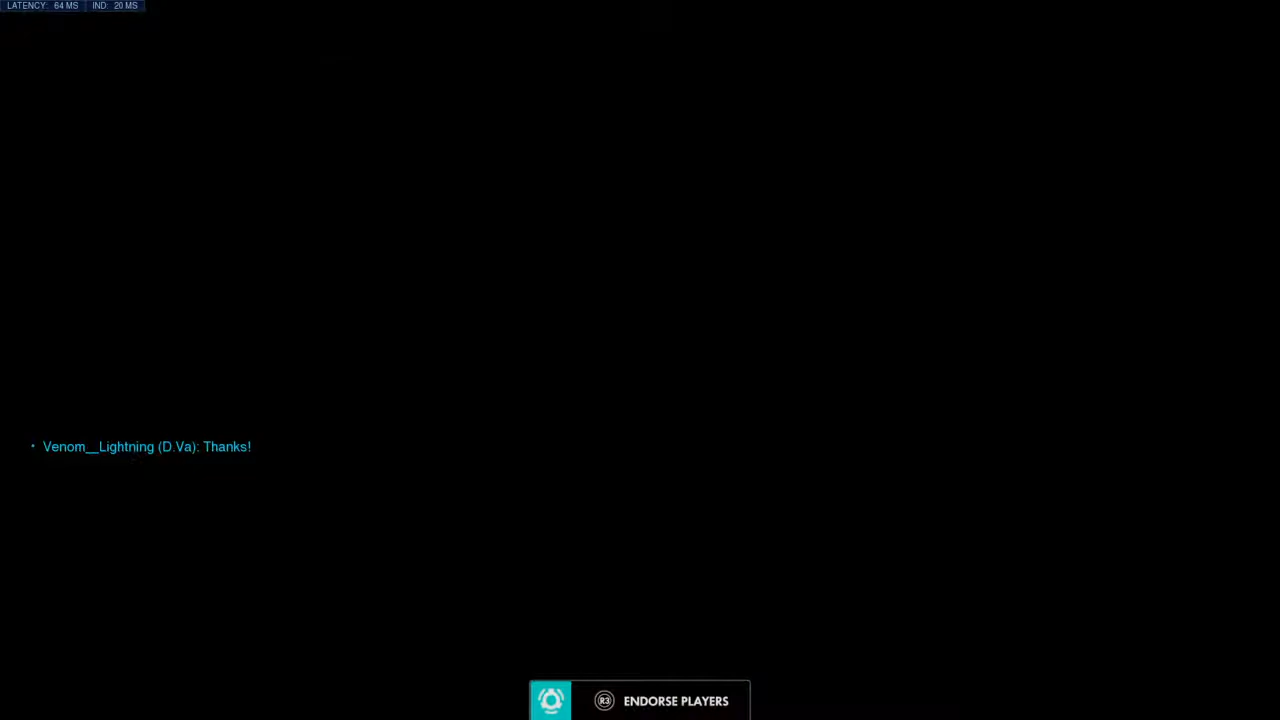 LATENCY: 64 MS IND: 20 MS
• Venom__Lightning (D.Va): Thanks!
R3 ENDORSE PLAYERS